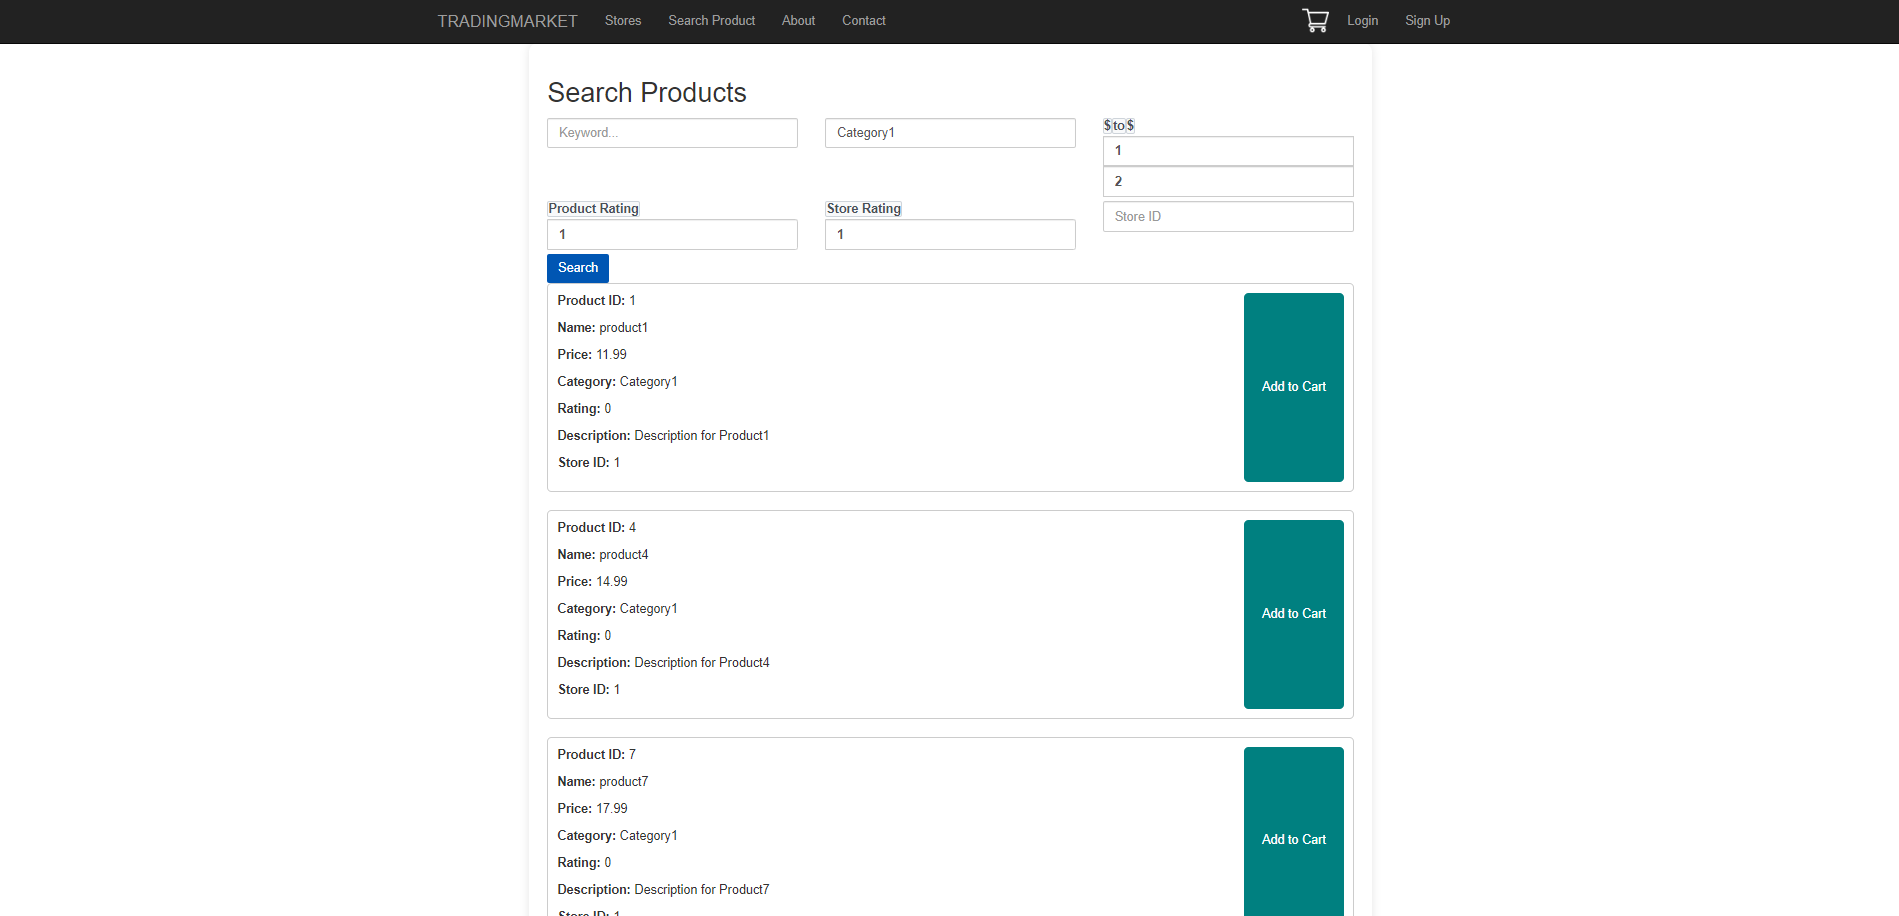 TRADINGMARKET Stores Search Product About Contact Login Sign Up
Search Products
Keyword... Category1 $to$
1
2
Product Rating Store Rating Store ID
1 1
Search
Product ID: 1
Name: product1
Price: 11.99
Category: Category1
Rating: 0
Description: Description for Product1
Store ID: 1
Add to Cart
Product ID: 4
Name: product4
Price: 14.99
Category: Category1
Rating: 0
Description: Description for Product4
Store ID: 1
Add to Cart
Product ID: 7
Name: product7
Price: 17.99
Category: Category1
Rating: 0
Description: Description for Product7
Store ID: 1
Add to Cart